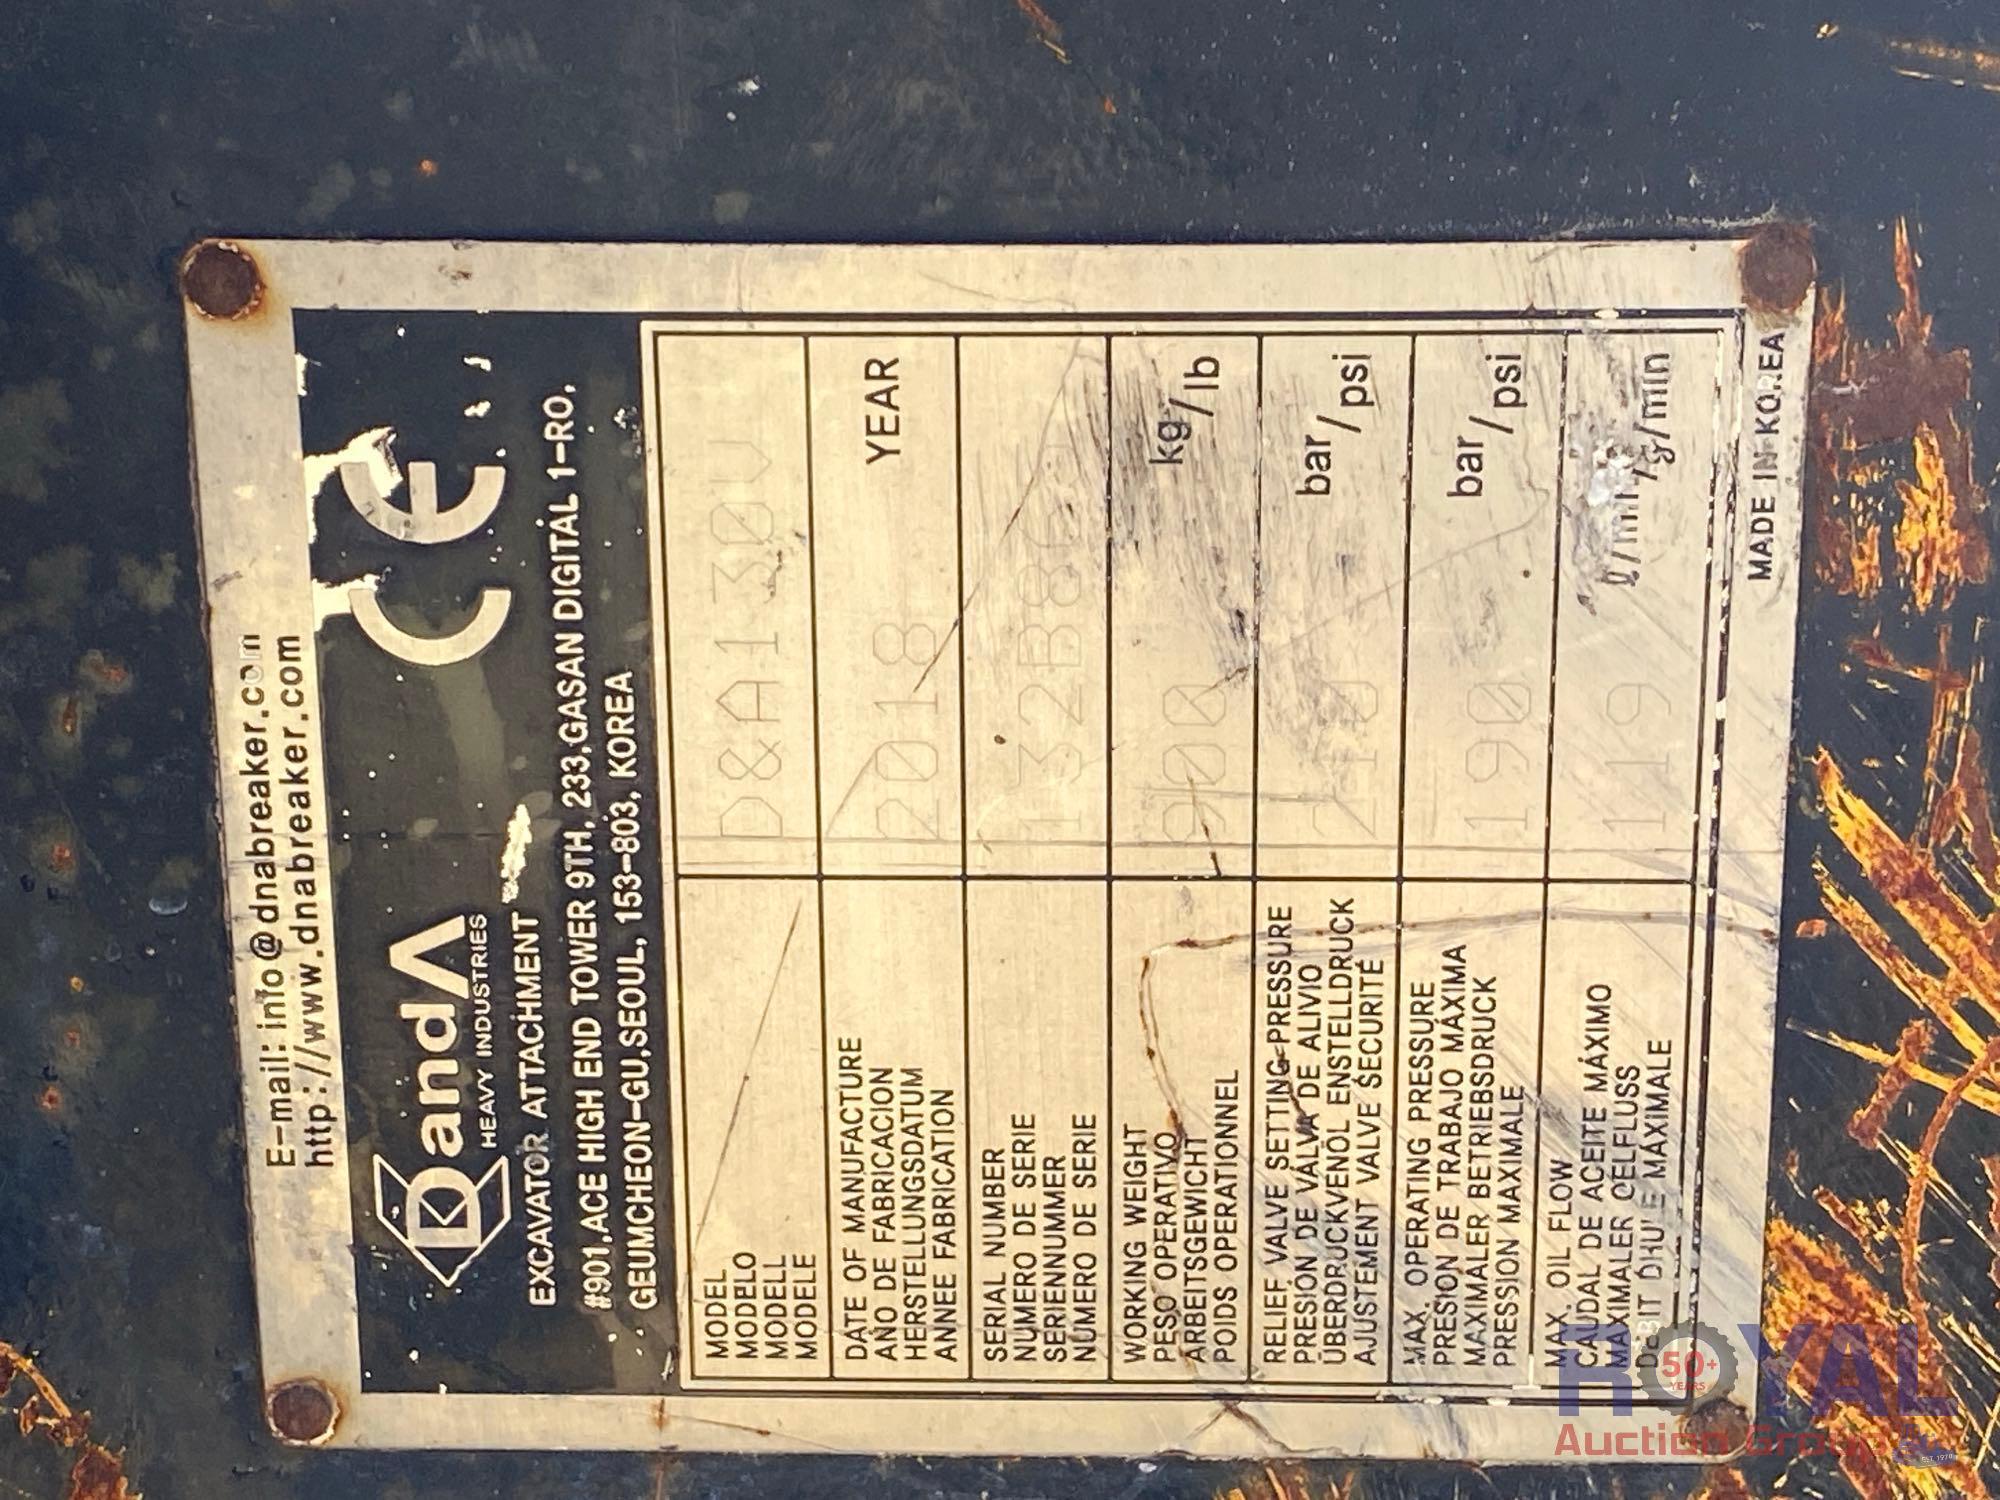 E-mail: info@dnabreaker.com
http://www.dnabreaker.com
DandA
HEAVY INDUSTRIES
CE
EXCAVATOR ATTACHMENT
#901,ACE HIGH END TOWER 9TH, 233,GASAN DIGITAL 1-RO,
GEUMCHEON-GU,SEOUL, 153-803, KOREA
MODEL
MODELO
MODELL
MODELE
D&A130V
DATE OF MANUFACTURE
AÑO DE FABRICACION
HERSTELLUNGSDATUM
ANNEE FABRICATION
2018 YEAR
SERIAL NUMBER
NUMERO DE SERIE
SERIENNUMMER
NUMERO DE SERIE
WORKING WEIGHT
PESO OPERATIVO
ARBEITSGEWICHT
POIDS OPERATIONNEL
900 kg/lb
RELIEF VALVE SETTING PRESSURE
PRESION DE VALVA DE ALIVIO
ÜBERDRUCKVENÖL ENSTELLDRUCK
AJUSTEMENT VALVE SECURITÉ
210 bar/psi
MAX. OPERATING PRESSURE
PRESION DE TRABAJO MÁXIMA
MAXIMALER BETRIEBSDRUCK
PRESSION MAXIMALE
190 bar/psi
MAX. OIL FLOW
CAUDAL DE ACEITE MÁXIMO
MAXIMALER OELFLUSS
MAXIMALE
119 ℓ/min/g/min
MADE IN KOREA
ROYAL
50+
YEARS
Auction Group
EST. 1970